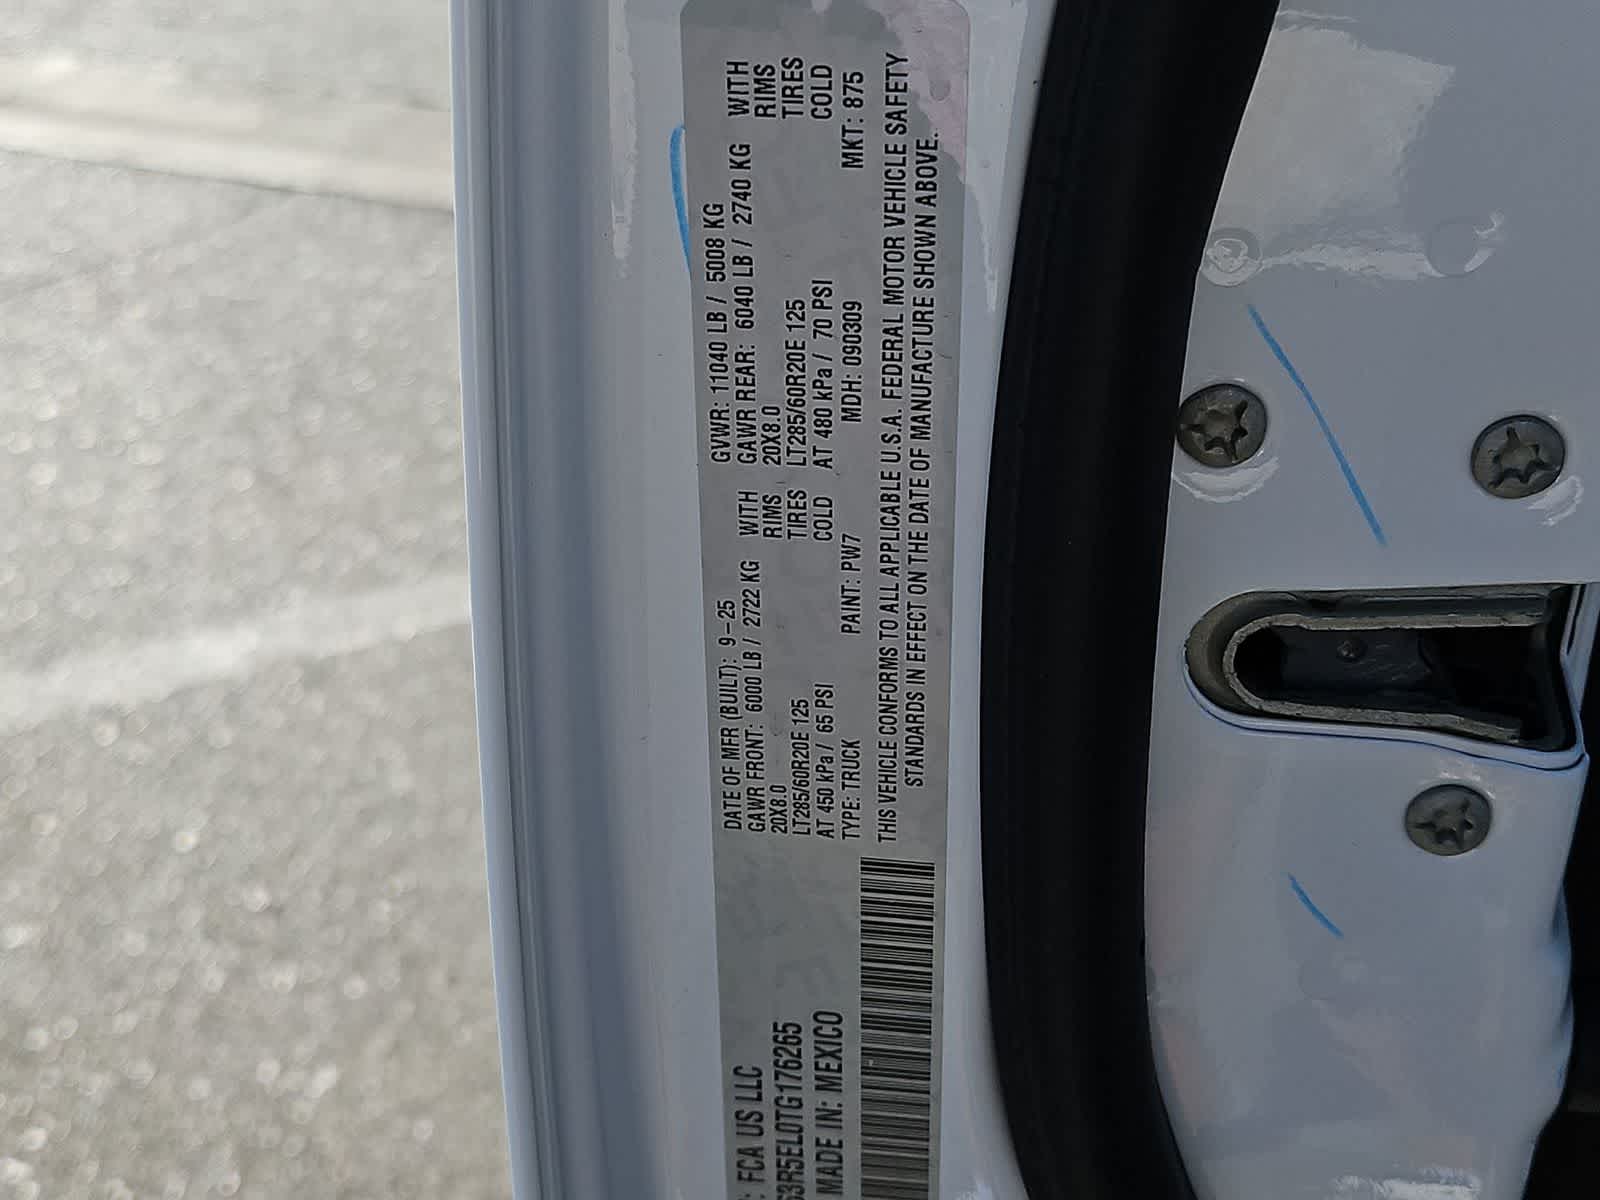 : FCA US LLC
63R5EL0TG176265
MADE IN: MEXICO
DATE OF MFR (BUILT): 9-25 GVWR: 11040 LB / 5008 KG
GAWR FRONT: 6000 LB / 2722 KG WITH GAWR REAR: 6040 LB / 2740 KG WITH
20X8.0 RIMS 20X8.0 RIMS
LT285/60R20E 125 TIRES LT285/60R20E 125 TIRES
AT 450 kPa / 65 PSI COLD AT 480 kPa / 70 PSI COLD
TYPE: TRUCK PAINT: PW7 MDH: 090309 MKT: 875
THIS VEHICLE CONFORMS TO ALL APPLICABLE U.S.A. FEDERAL MOTOR VEHICLE SAFETY
STANDARDS IN EFFECT ON THE DATE OF MANUFACTURE SHOWN ABOVE.